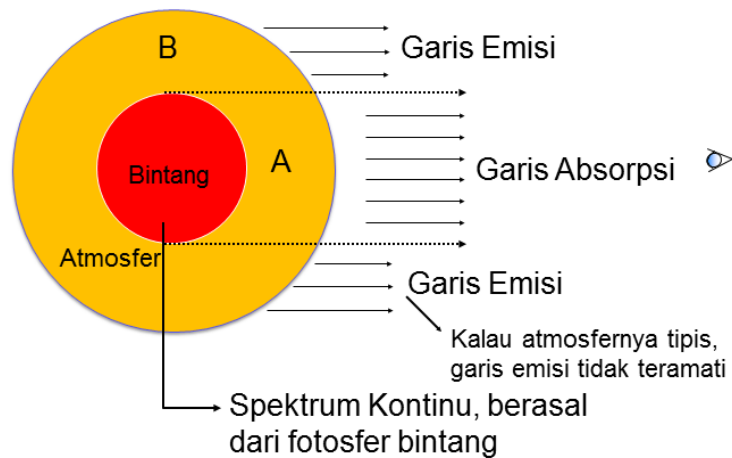 B
Garis Emisi
Bintang
A
Garis Absorpsi
Atmosfer
Garis Emisi
Kalau atmosfernya tipis,
garis emisi tidak teramati
Spektrum Kontinu, berasal
dari fotosfer bintang